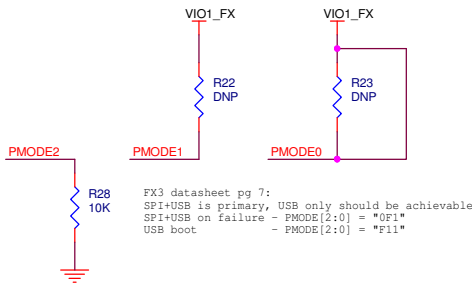 VIO1_FX
VIO1_FX
R22
DNP
R23
DNP
PMODE2
PMODE1
PMODE0
R28
10K
FX3 datasheet pg 7:
SPI+USB is primary, USB only should be achievable
SPI+USB on failure - PMODE[2:0] = "0F1"
USB boot - PMODE[2:0] = "F11"